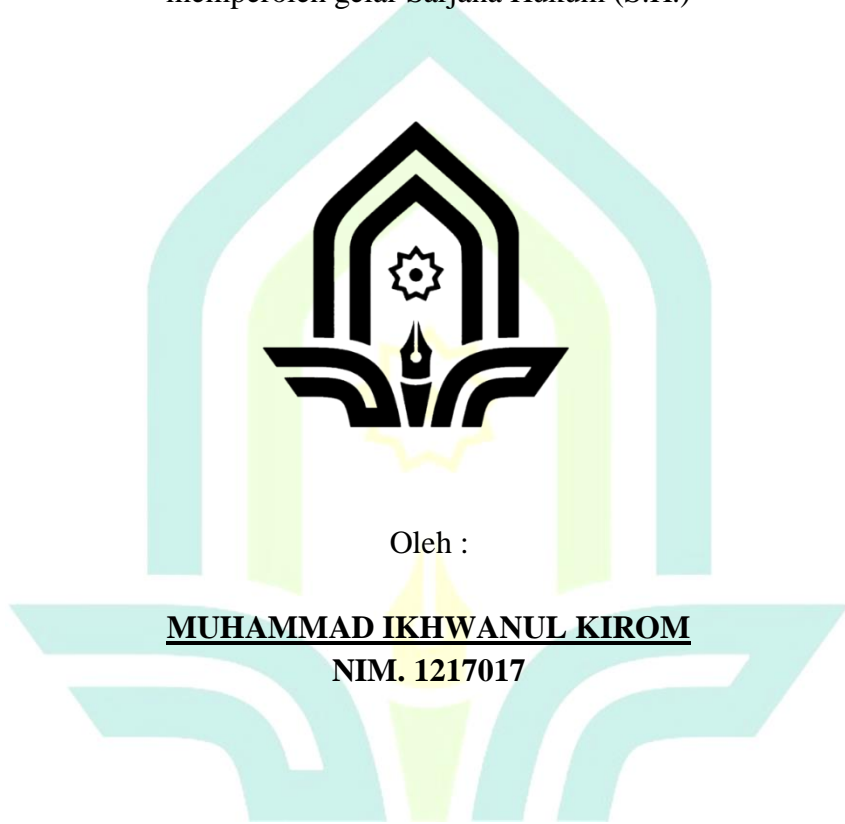 memperoleh gelar Sarjana Hukum (S.H.)
Oleh :
MUHAMMAD IKHWANUL KIROM
NIM. 1217017